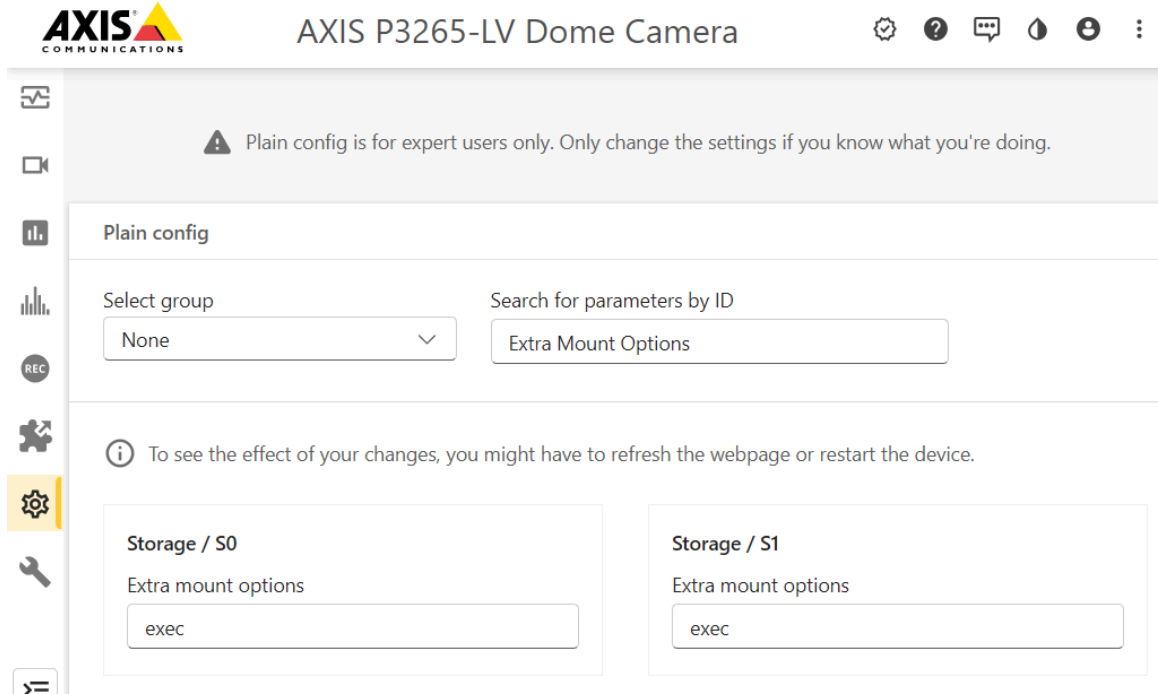 AXIS
COMMUNICATIONS
AXIS P3265-LV Dome Camera
Plain config is for expert users only. Only change the settings if you know what you're doing.
Plain config
Select group
Search for parameters by ID
None
Extra Mount Options
REC
To see the effect of your changes, you might have to refresh the webpage or restart the device.
Storage / S0
Storage / S1
Extra mount options
Extra mount options
exec
exec